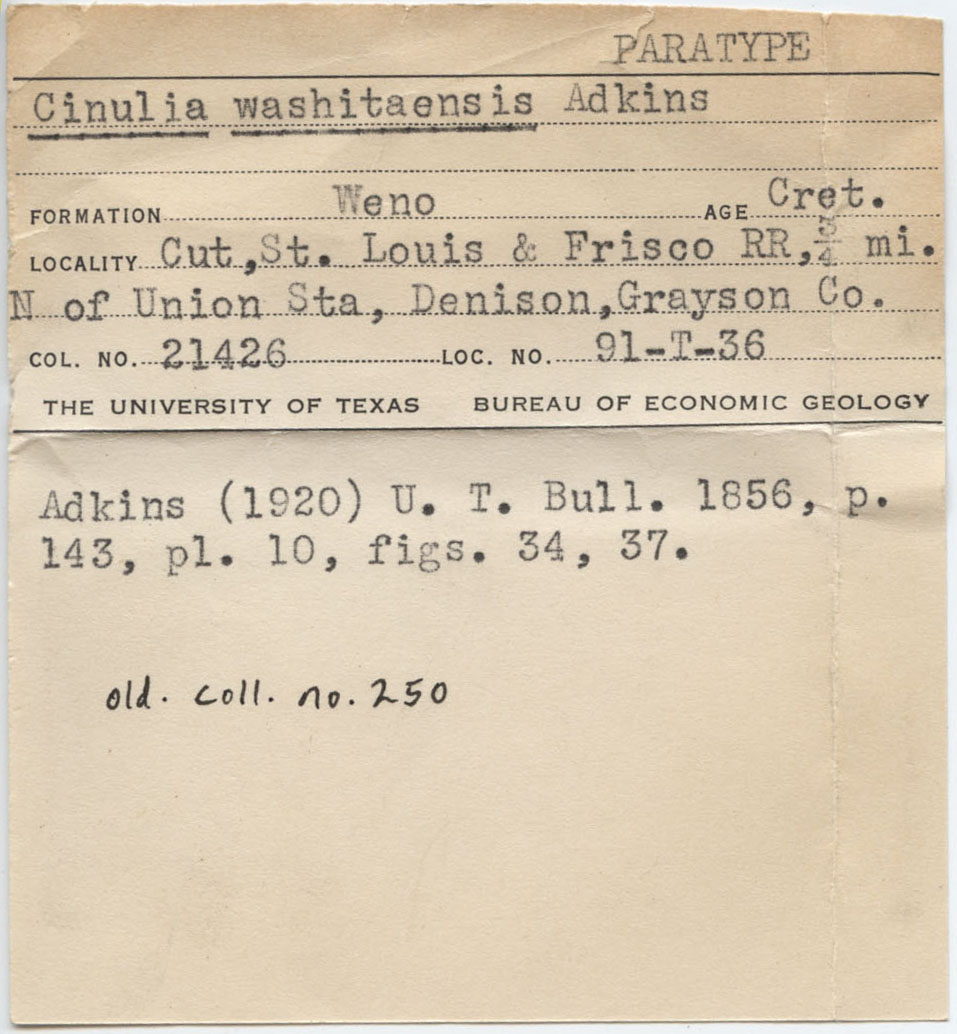 PARATYPE
Cinulia washitaensis Adkins
FORMATION Weno AGE Cret.
LOCALITY Cut, St. Louis & Frisco RR, 3/4 mi.
N of Union Sta, Denison, Grayson Co.
COL. NO. 21426 LOC. NO. 91-T-36
THE UNIVERSITY OF TEXAS BUREAU OF ECONOMIC GEOLOGY
Adkins (1920) U. T. Bull. 1856, p.
143, pl. 10, figs. 34, 37.
old. coll. no. 250